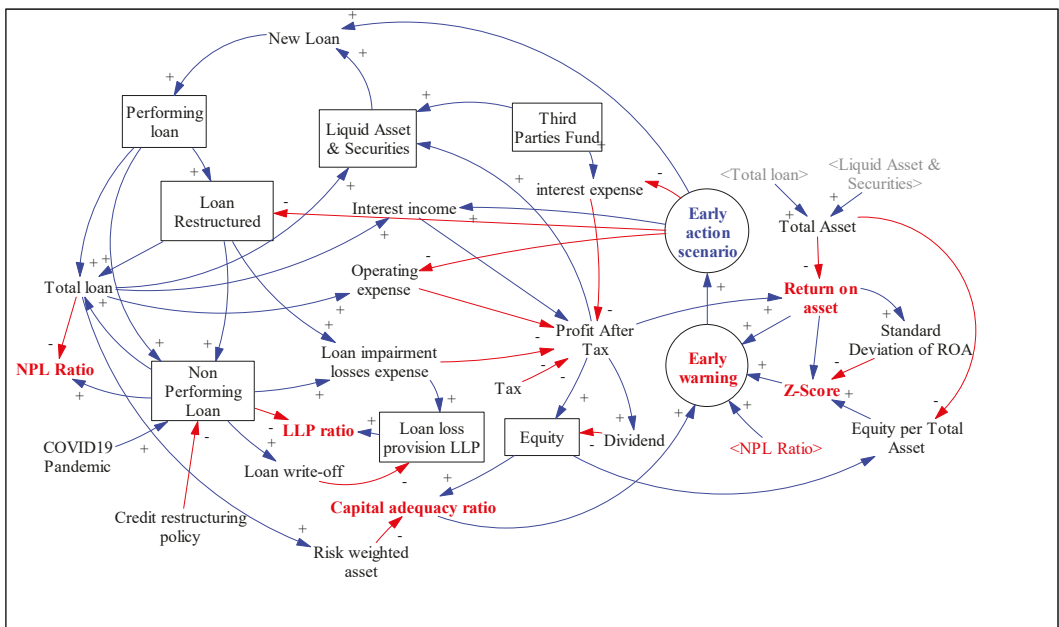 New Loan
Performing
loan
Liquid Asset
& Securities
Third
Parties Fund
<Total loan>
<Liquid Asset &
Securities>
interest expense
Loan
Restructured
Interest income
Early
action
scenario
Total Asset
Total loan
Operating
expense
Return on
asset
Profit After
Tax
Standard
Deviation of ROA
NPL Ratio
Loan impairment
losses expense
Early
warning
Non
Performing
Loan
Tax
Z-Score
LLP ratio
Loan loss
provision LLP
Equity
Dividend
Equity per Total
Asset
COVID19
Pandemic
<NPL Ratio>
Loan write-off
Capital adequacy ratio
Credit restructuring
policy
Risk weighted
asset